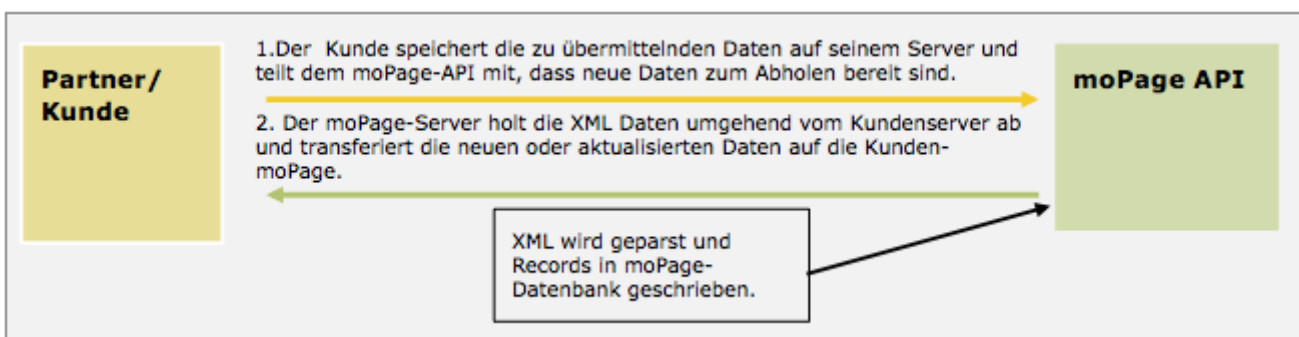 Partner/
Kunde
1.Der Kunde speichert die zu übermittelnden Daten auf seinem Server und
teilt dem moPage-API mit, dass neue Daten zum Abholen bereit sind.
2. Der moPage-Server holt die XML Daten umgehend vom Kundenserver ab
und transferiert die neuen oder aktualisierten Daten auf die Kunden-
moPage.
moPage API
XML wird geparst und
Records in moPage-
Datenbank geschrieben.